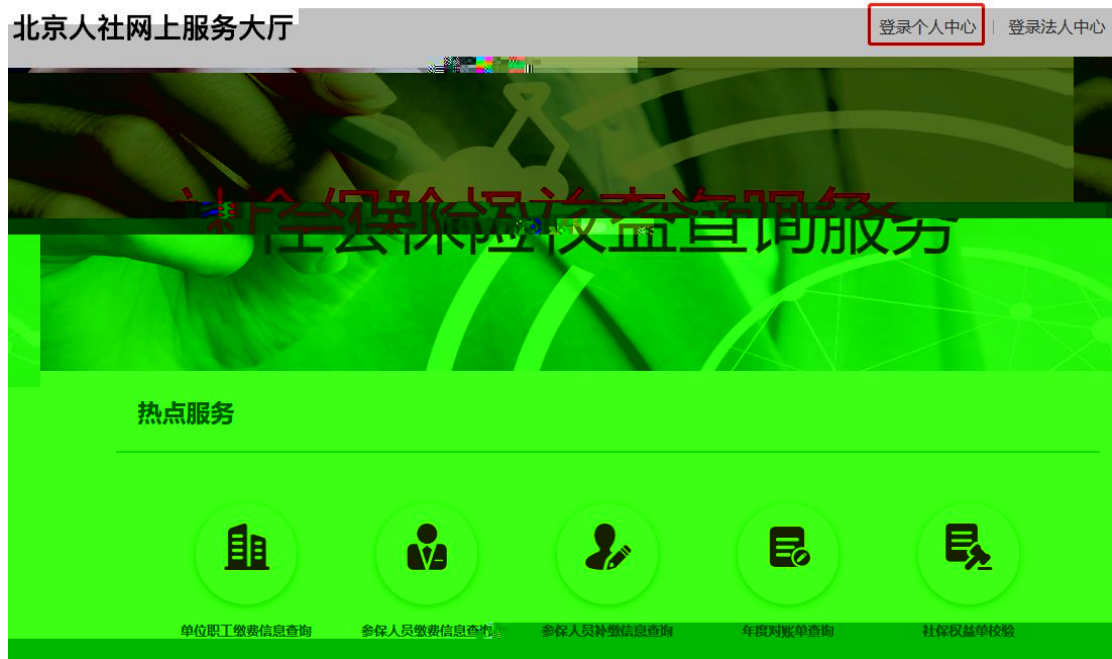 北京人社网上服务大厅
登录个人中心 | 登录法人中心
社会保险权益查询服务
热点服务
单位职工缴费信息查询
参保人员缴费信息查询
参保人员补缴信息查询
年度对账单查询
社保权益单校验